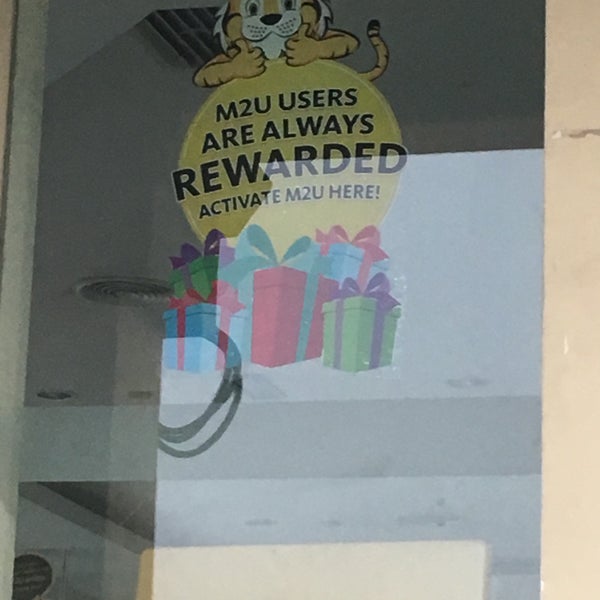 M2U USERS
ARE ALWAYS
REWARDED
ACTIVATE M2U HERE!